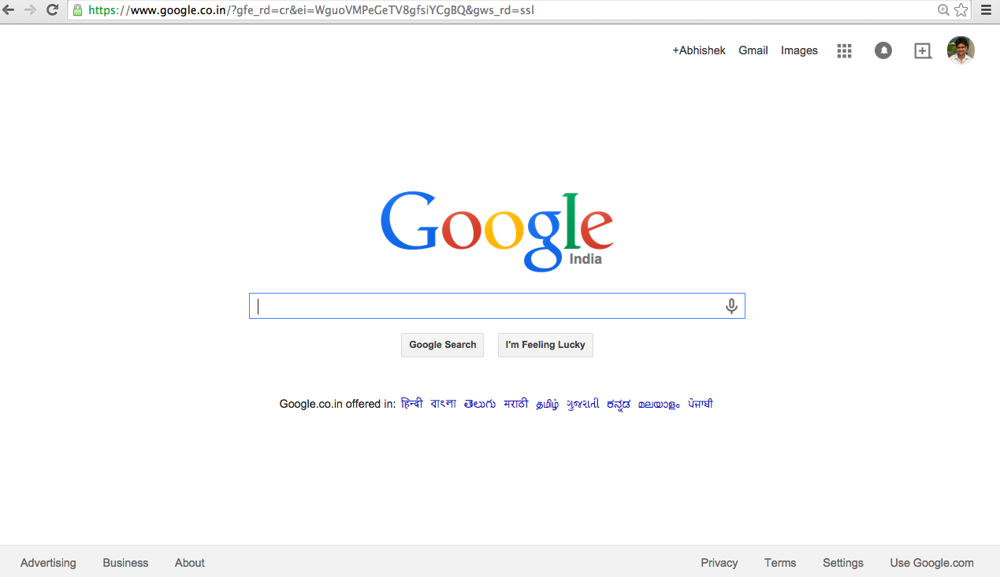 https://www.google.co.in/?gfe_rd=cr&ei=WguoVMPeGeTV8gfsiYCgBQ&gws_rd=ssl
+Abhishek Gmail Images
Google
India
Google Search I'm Feeling Lucky
Google.co.in offered in: हिन्दी বাংলা తెలుగు मराठी தமிழ் ગુજરાતી ಕನ್ನಡ മലയാളം ਪੰਜਾਬੀ
Advertising Business About Privacy Terms Settings Use Google.com